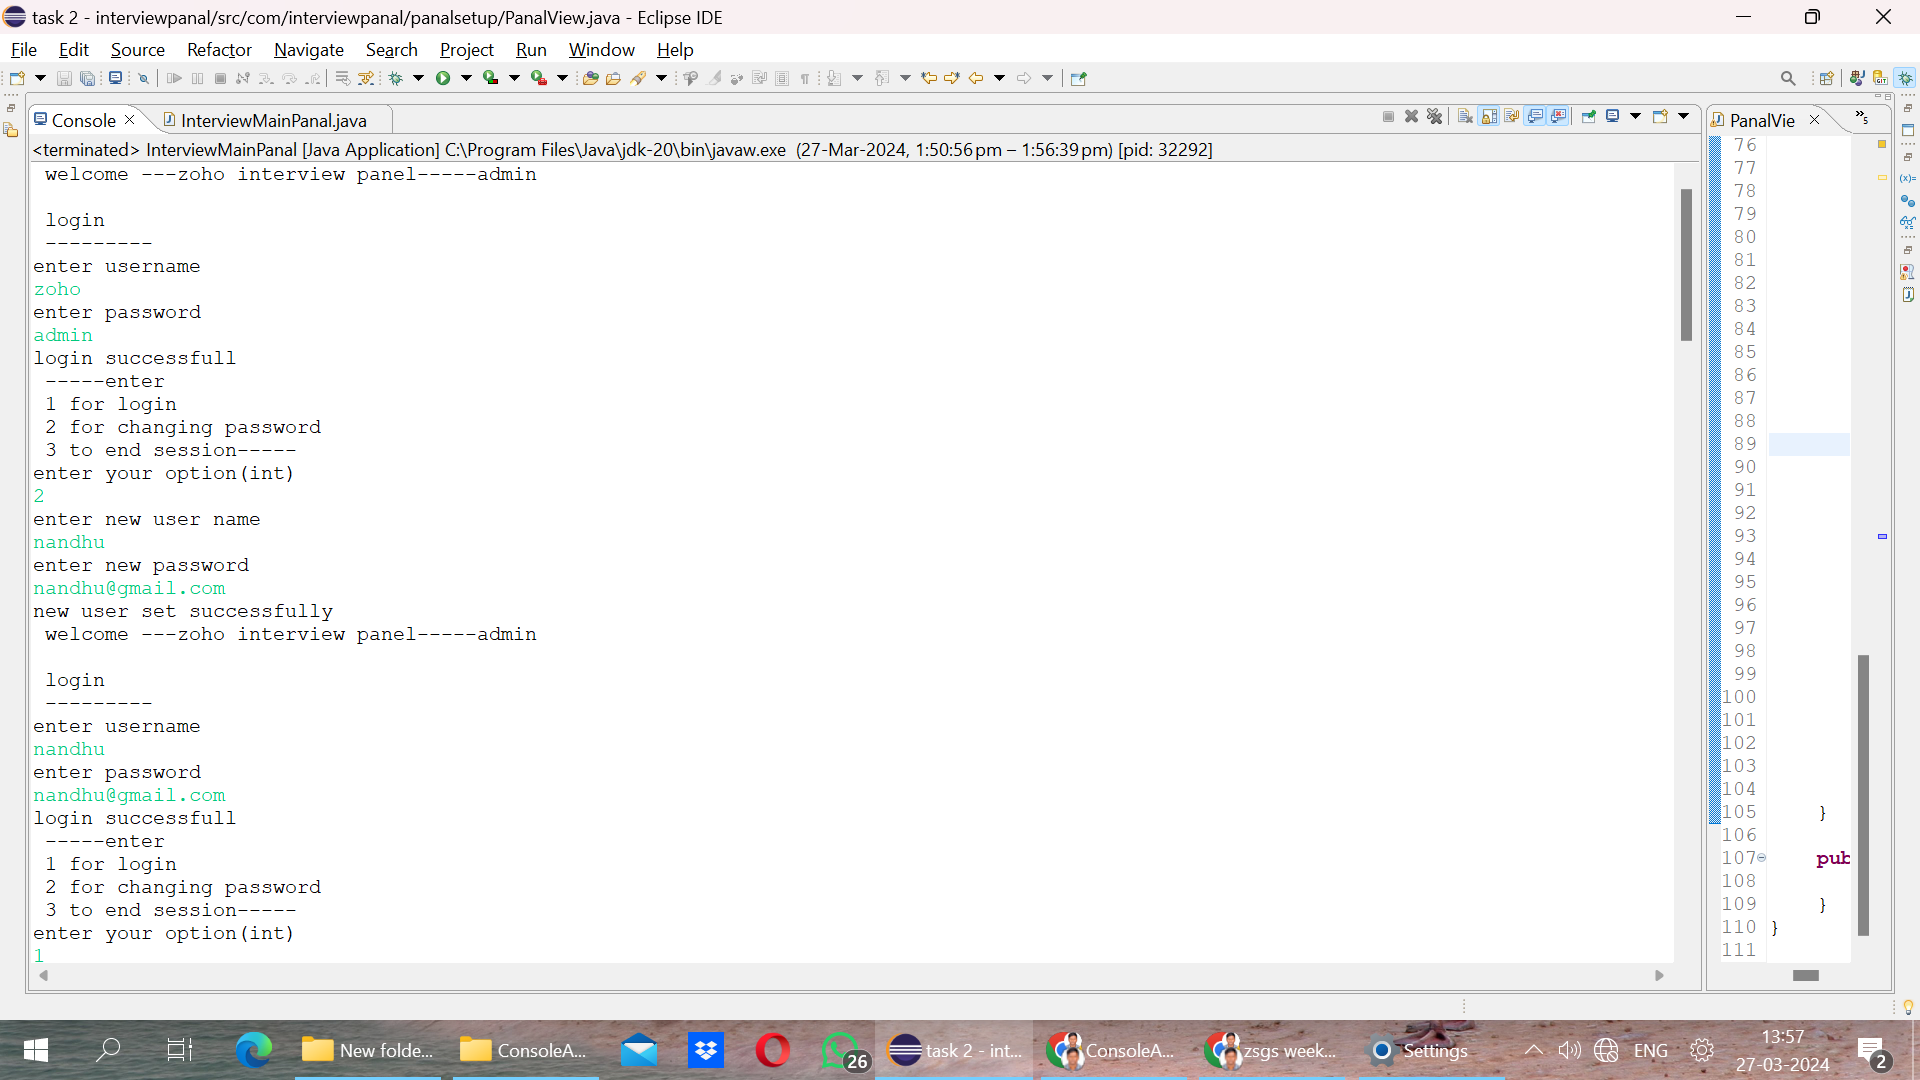 task 2 - interviewpanal/src/com/interviewpanal/panalsetup/PanalView.java - Eclipse IDE
File Edit Source Refactor Navigate Search Project Run Window Help
Console InterviewMainPanal.java
<terminated> InterviewMainPanal [Java Application] C:\Program Files\Java\jdk-20\bin\javaw.exe (27-Mar-2024, 1:50:56 pm – 1:56:39 pm) [pid: 32292]
welcome ---zoho interview panel-----admin
login
---------
enter username
zoho
enter password
admin
login successfull
-----enter
1 for login
2 for changing password
3 to end session-----
enter your option(int)
2
enter new user name
nandhu
enter new password
nandhu@gmail.com
new user set successfully
welcome ---zoho interview panel-----admin
login
---------
enter username
nandhu
enter password
nandhu@gmail.com
login successfull
-----enter
1 for login
2 for changing password
3 to end session-----
enter your option(int)
1
PanalVie
5
76
77
78
79
80
81
82
83
84
85
86
87
88
89
90
91
92
93
94
95
96
97
98
99
100
101
102
103
104
105 }
106
107 pub
108
109 }
110 }
111
New folde...
ConsoleA...
26
task 2 - int...
ConsoleA...
zsgs week...
Settings
ENG
13:57
27-03-2024
2